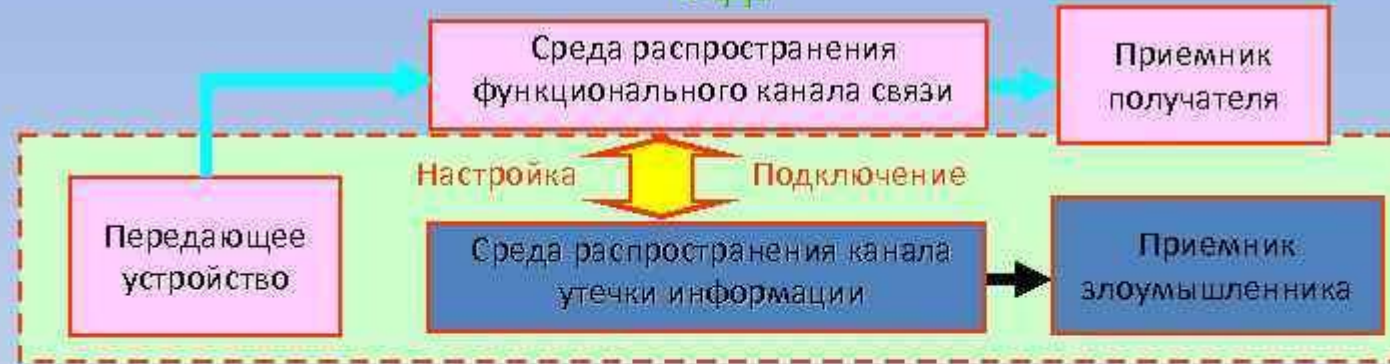 Среда распространения
функционального канала связи
Приемник
получателя
Настройка
Подключение
Передающее
устройство
Среда распространения канала
утечки информации
Приемник
злоумышленника